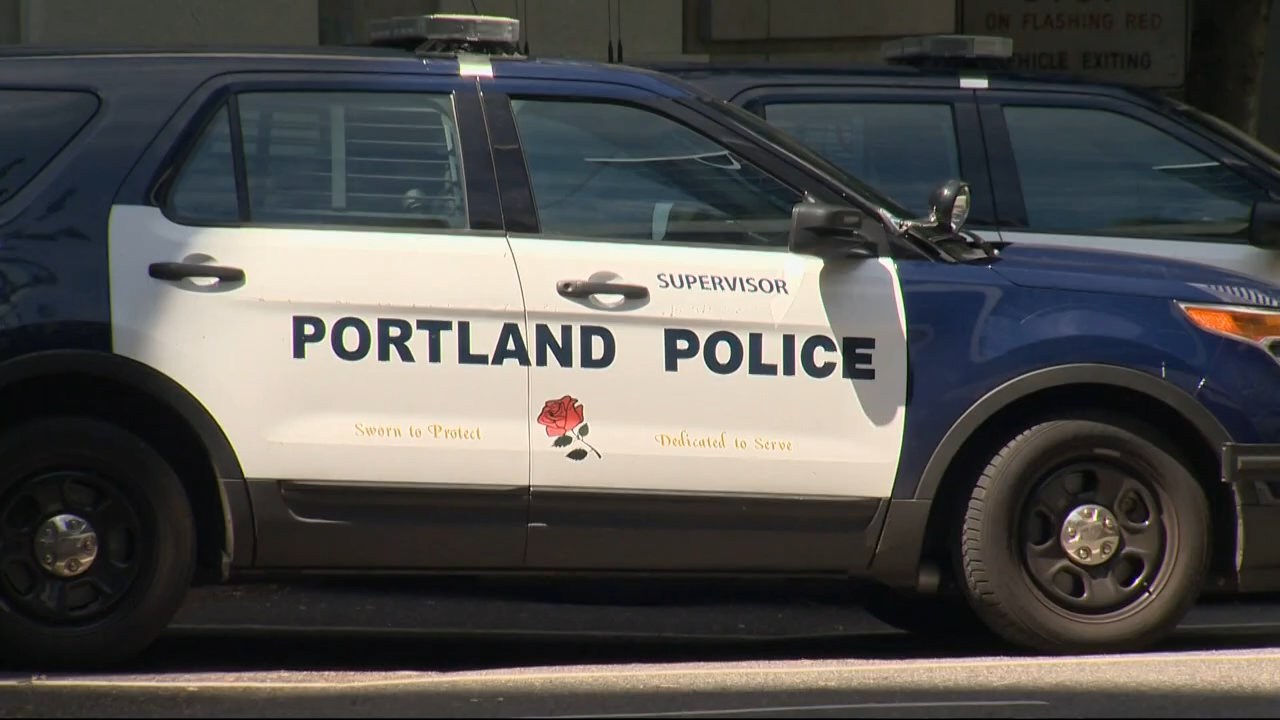 ON FLASHING RED
VEHICLE EXITING
SUPERVISOR
PORTLAND POLICE
Sworn to Protect
Dedicated to Serve